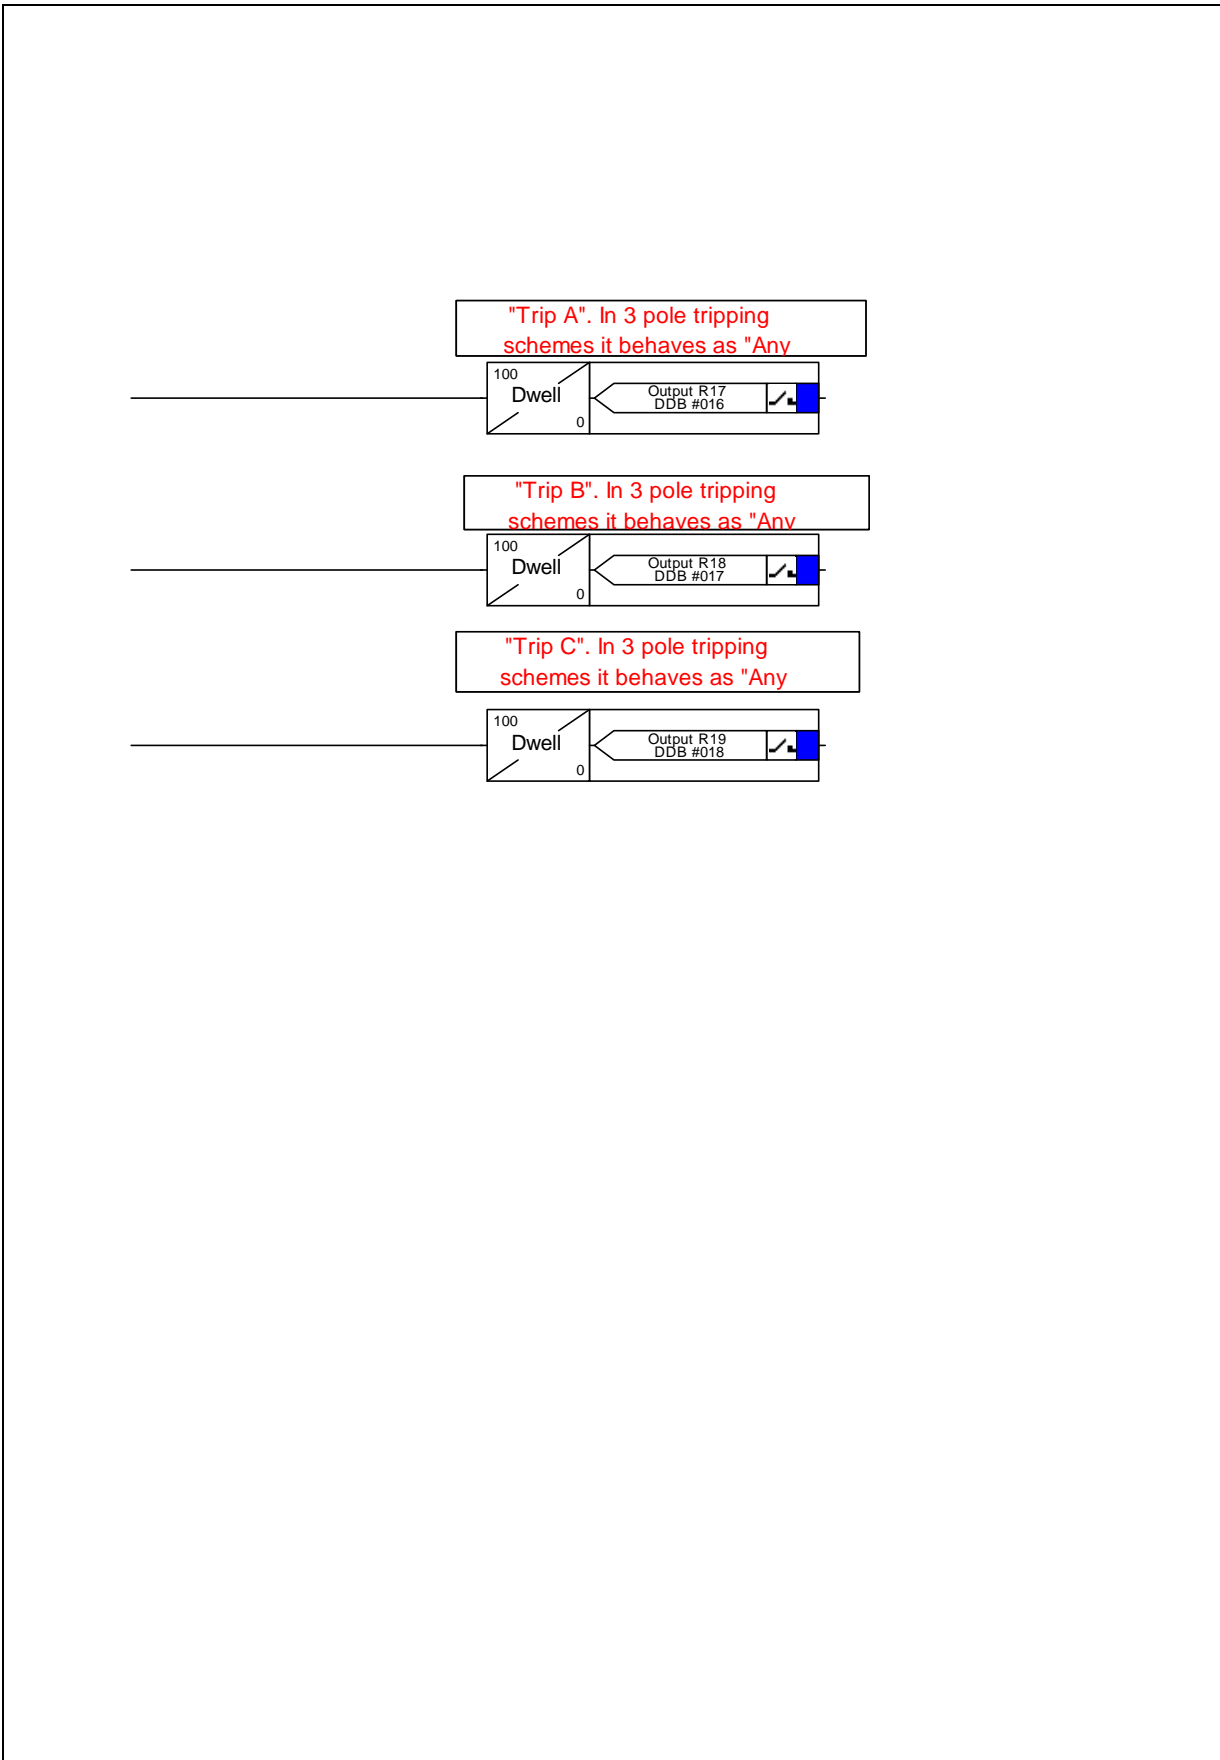 "Trip A". In 3 pole tripping
schemes it behaves as "Any
100
Dwell
0
Output R17
DDB #016
"Trip B". In 3 pole tripping
schemes it behaves as "Any
100
Dwell
0
Output R18
DDB #017
"Trip C". In 3 pole tripping
schemes it behaves as "Any
100
Dwell
0
Output R19
DDB #018